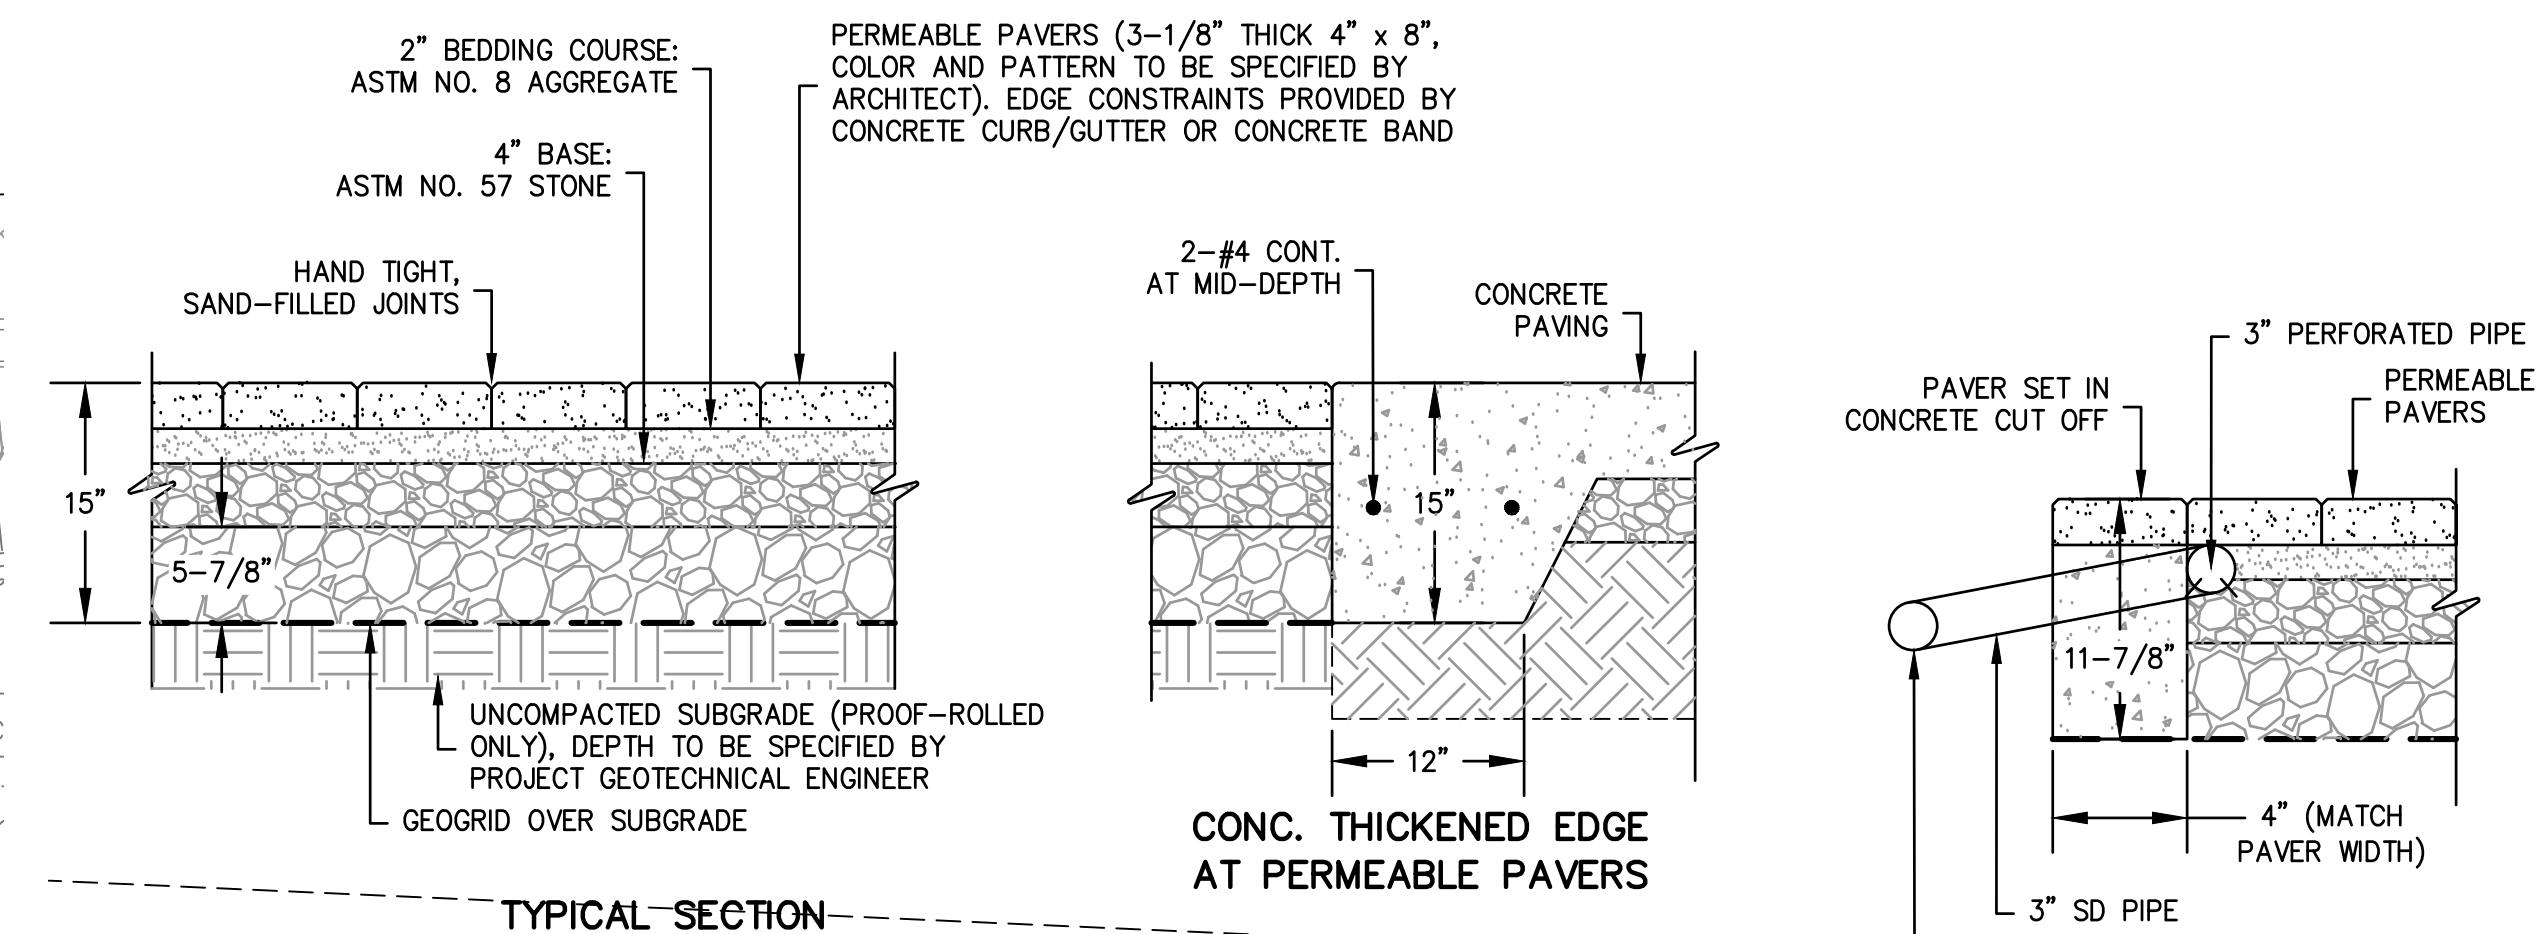 2” BEDDING COURSE:
ASTM NO. 8 AGGREGATE
PERMEABLE PAVERS (3-1/8” THICK 4” x 8”,
COLOR AND PATTERN TO BE SPECIFIED BY
ARCHITECT). EDGE CONSTRAINTS PROVIDED BY
CONCRETE CURB/GUTTER OR CONCRETE BAND
4” BASE:
ASTM NO. 57 STONE
HAND TIGHT,
SAND-FILLED JOINTS
15”
5-7/8”
UNCOMPACTED SUBGRADE (PROOF-ROLLED
ONLY), DEPTH TO BE SPECIFIED BY
PROJECT GEOTECHNICAL ENGINEER
GEOGRID OVER SUBGRADE
TYPICAL SECTION
2-#4 CONT.
AT MID-DEPTH
CONCRETE
PAVING
15”
12”
CONC. THICKENED EDGE
AT PERMEABLE PAVERS
3” PERFORATED PIPE
PERMEABLE
PAVERS
PAVER SET IN
CONCRETE CUT OFF
11-7/8”
4” (MATCH
PAVER WIDTH)
3” SD PIPE